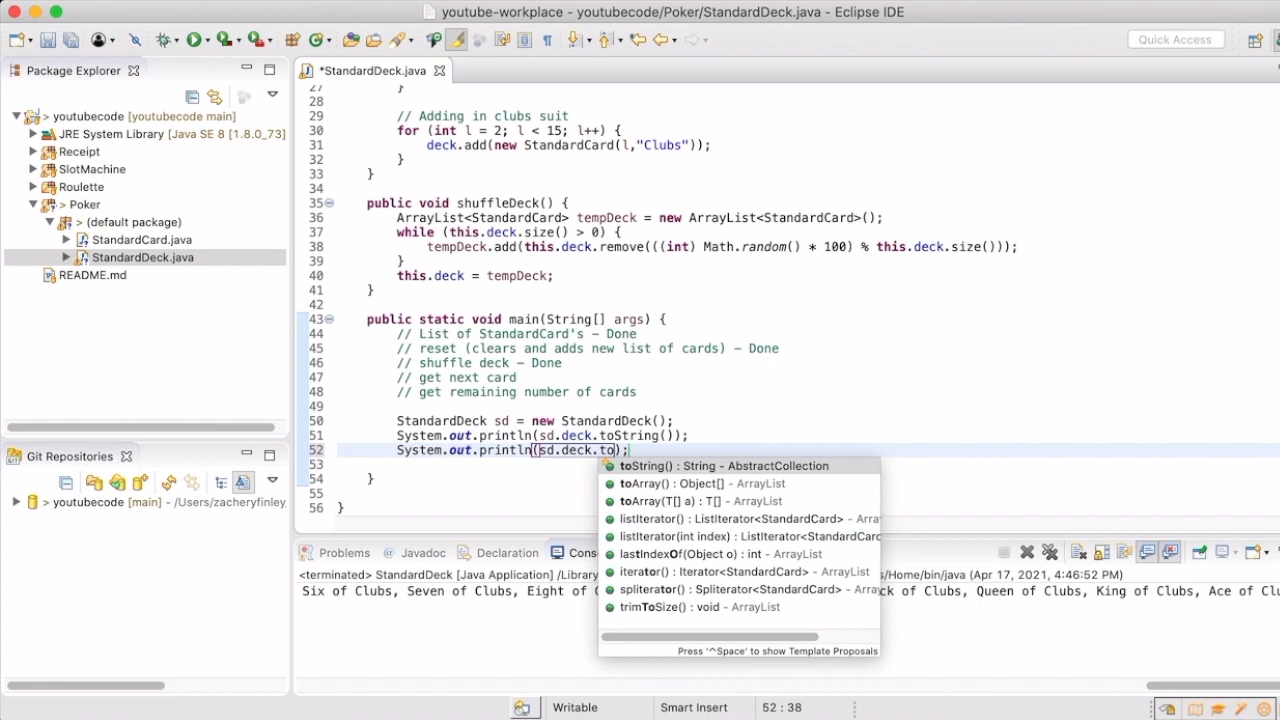 youtube-workplace - youtubecode/Poker/StandardDeck.java - Eclipse IDE
Quick Access
Package Explorer
> youtubecode [youtubecode main]
JRE System Library [Java SE 8 [1.8.0_73]
Receipt
SlotMachine
Roulette
> Poker
> (default package)
StandardCard.java
StandardDeck.java
README.md
Git Repositories
> youtubecode [main] - /Users/zacheryfinley
*StandardDeck.java
27 }
28
29 // Adding in clubs suit
30 for (int l = 2; l < 15; l++) {
31 deck.add(new StandardCard(l,"Clubs"));
32 }
33 }
34
35 public void shuffleDeck() {
36 ArrayList<StandardCard> tempDeck = new ArrayList<StandardCard>();
37 while (this.deck.size() > 0) {
38 tempDeck.add(this.deck.remove(((int) Math.random() * 100) % this.deck.size()));
39 }
40 this.deck = tempDeck;
41 }
42
43 public static void main(String[] args) {
44 // List of StandardCard's - Done
45 // reset (clears and adds new list of cards) - Done
46 // shuffle deck - Done
47 // get next card
48 // get remaining number of cards
49
50 StandardDeck sd = new StandardDeck();
51 System.out.println(sd.deck.toString());
52 System.out.println(sd.deck.to);
53
54 }
55
56 }
toString() : String - AbstractCollection
toArray() : Object[] - ArrayList
toArray(T[] a) : T[] - ArrayList
listIterator() : ListIterator<StandardCard> - Arra
listIterator(int index) : ListIterator<StandardCard
lastIndexOf(Object o) : int - ArrayList
iterator() : Iterator<StandardCard> - ArrayList
spliterator() : Spliterator<StandardCard> - Arra
trimToSize() : void - ArrayList
Press '^Space' to show Template Proposals
Problems @ Javadoc Declaration Cons
<terminated> StandardDeck [Java Application] /Library s/Home/bin/java (Apr 17, 2021, 4:46:52 PM)
Six of Clubs, Seven of Clubs, Eight of C ck of Clubs, Queen of Clubs, King of Clubs, Ace of Clu
Writable Smart Insert 52 : 38